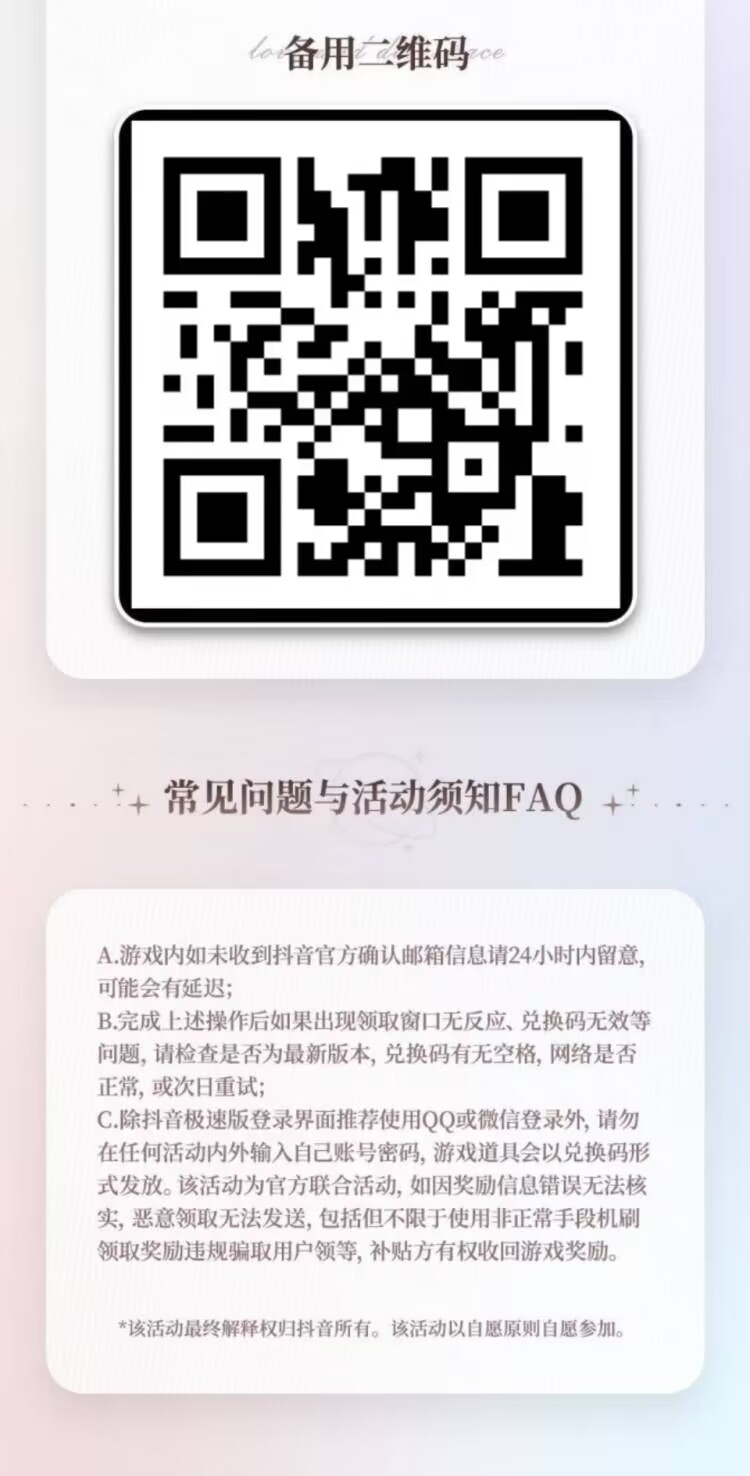 备用二维码
常见问题与活动须知FAQ
A.游戏内如未收到抖音官方确认邮箱信息请24小时内留意,
可能会有延迟;
B.完成上述操作后如果出现领取窗口无反应、兑换码无效等
问题, 请检查是否为最新版本, 兑换码有无空格, 网络是否
正常, 或次日重试;
C.除抖音极速版登录界面推荐使用QQ或微信登录外, 请勿
在任何活动内外输入自己账号密码, 游戏道具会以兑换码形
式发放。该活动为官方联合活动, 如因奖励信息错误无法核
实, 恶意领取无法发送, 包括但不限于使用非正常手段机刷
领取奖励违规骗取用户领等, 补贴方有权收回游戏奖励。
*该活动最终解释权归抖音所有。该活动以自愿原则自愿参加。